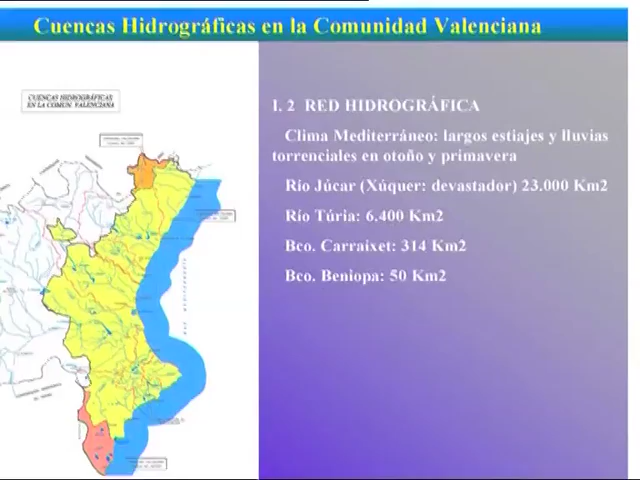 Cuencas Hidrográficas en la Comunidad Valenciana
CUENCAS HIDROGRÁFICAS
EN LA COMUN. VALENCIANA
I. 2 RED HIDROGRÁFICA
Clima Mediterráneo: largos estiajes y lluvias
torrenciales en otoño y primavera
Río Júcar (Xúquer: devastador) 23.000 Km2
Río Túria: 6.400 Km2
Bco. Carraixet: 314 Km2
Bco. Beniopa: 50 Km2